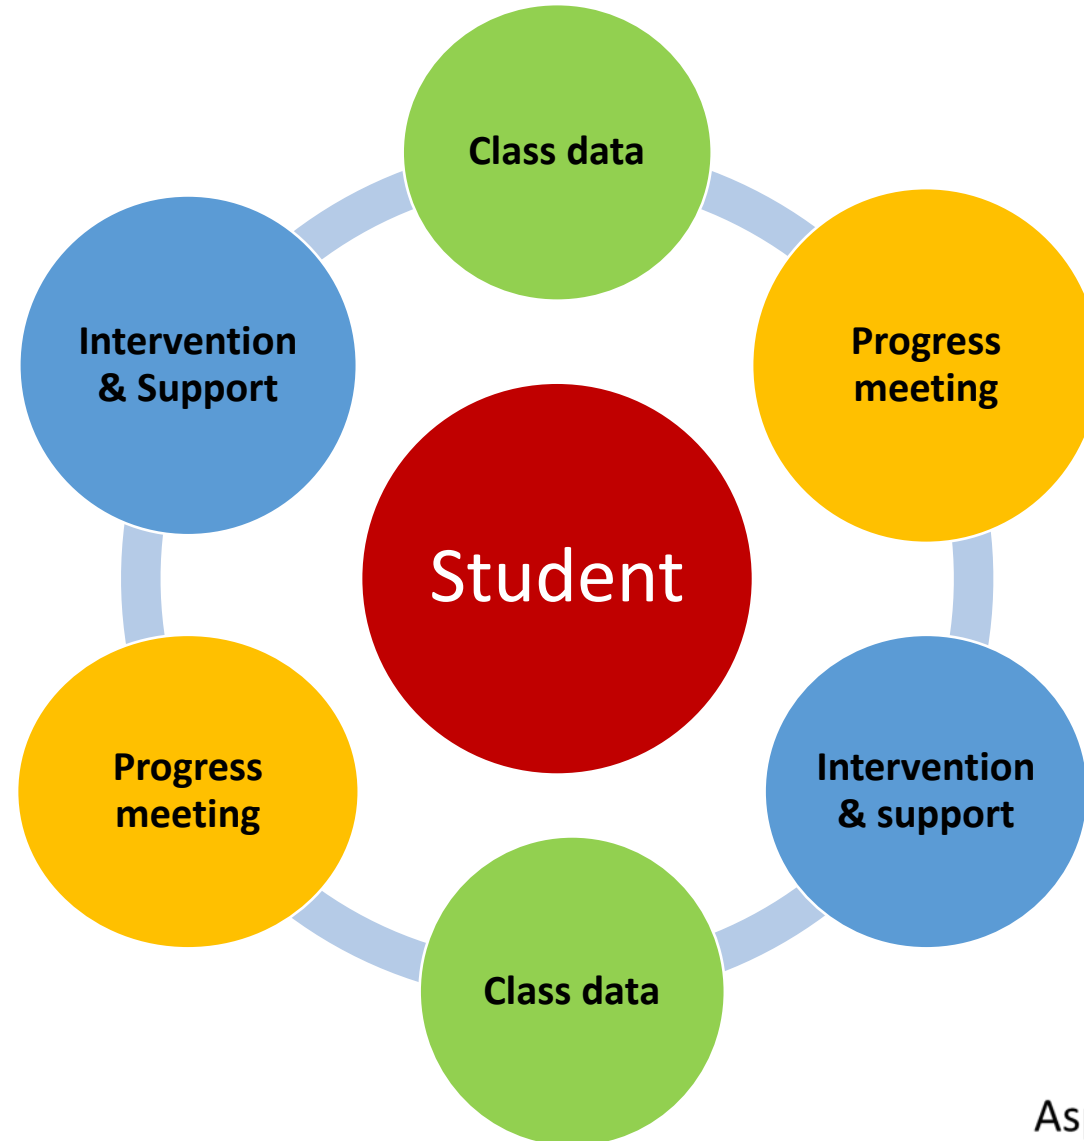 Class data
Progress
meeting
Intervention
& support
Class data
Progress
meeting
Intervention
& Support
Student